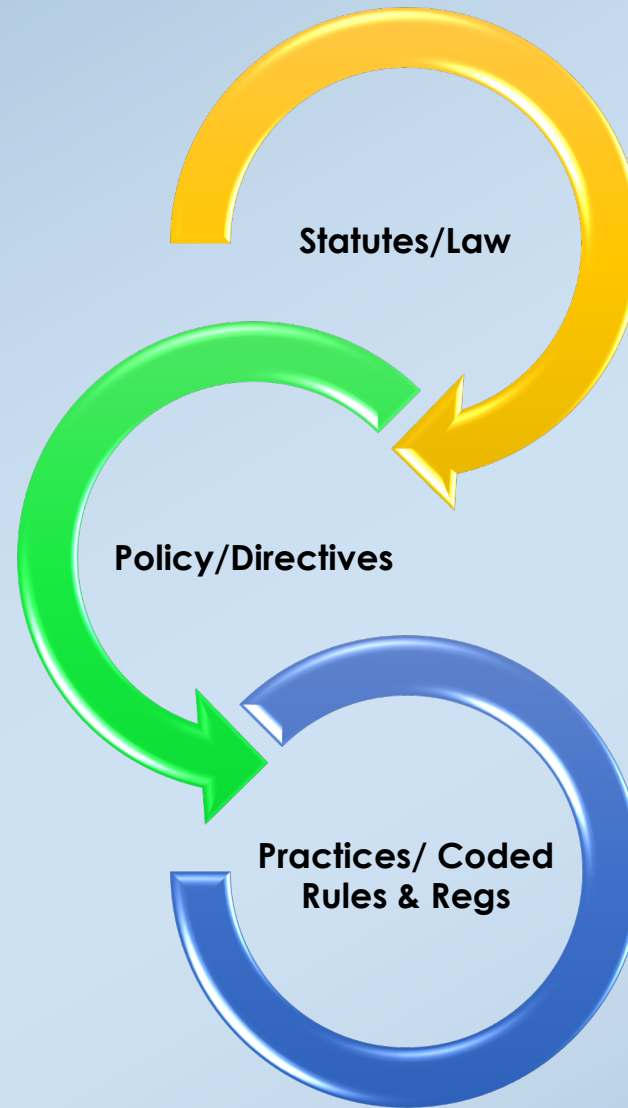 Statutes/Law
Policy/Directives
Practices/ Coded
Rules & Regs